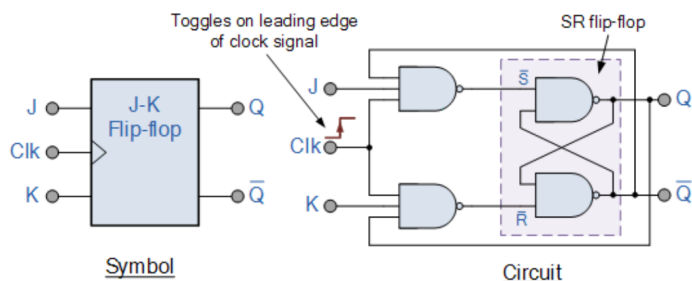 Toggles on leading edge
of clock signal
SR flip-flop
J
Clk
K
J-K
Flip-flop
Q
Q̅
Symbol
J
Clk
K
S̅
R̅
Q
Q̅
Circuit